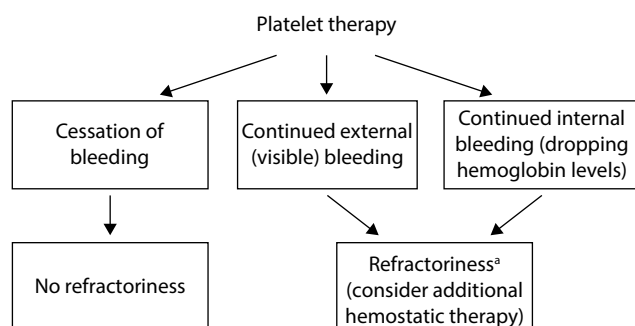 Platelet therapy
Cessation of
bleeding
Continued external
(visible) bleeding
Continued internal
bleeding (dropping
hemoglobin levels)
No refractoriness
Refractorinessᵃ
(consider additional
hemostatic therapy)